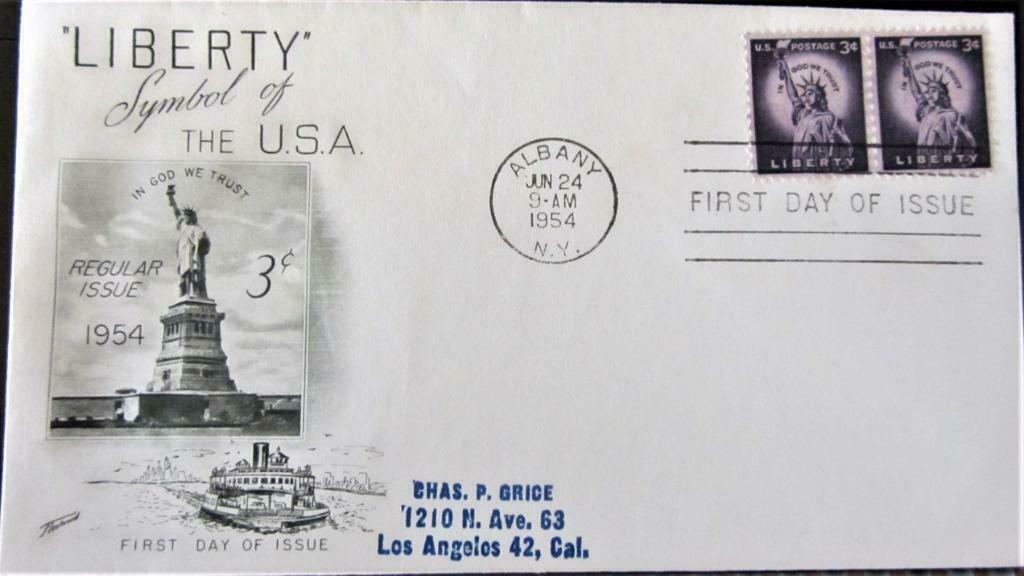 "LIBERTY"
Symbol of
THE U.S.A.
IN GOD WE TRUST
REGULAR
ISSUE
3¢
1954
Fleetwood
FIRST DAY OF ISSUE
ALBANY
JUN 24
9-AM
1954
N.Y.
U.S. POSTAGE 3¢
IN GOD WE TRUST
LIBERTY
U.S. POSTAGE 3¢
IN GOD WE TRUST
LIBERTY
FIRST DAY OF ISSUE
CHAS. P. GRICE
1210 N. Ave. 63
Los Angeles 42, Cal.